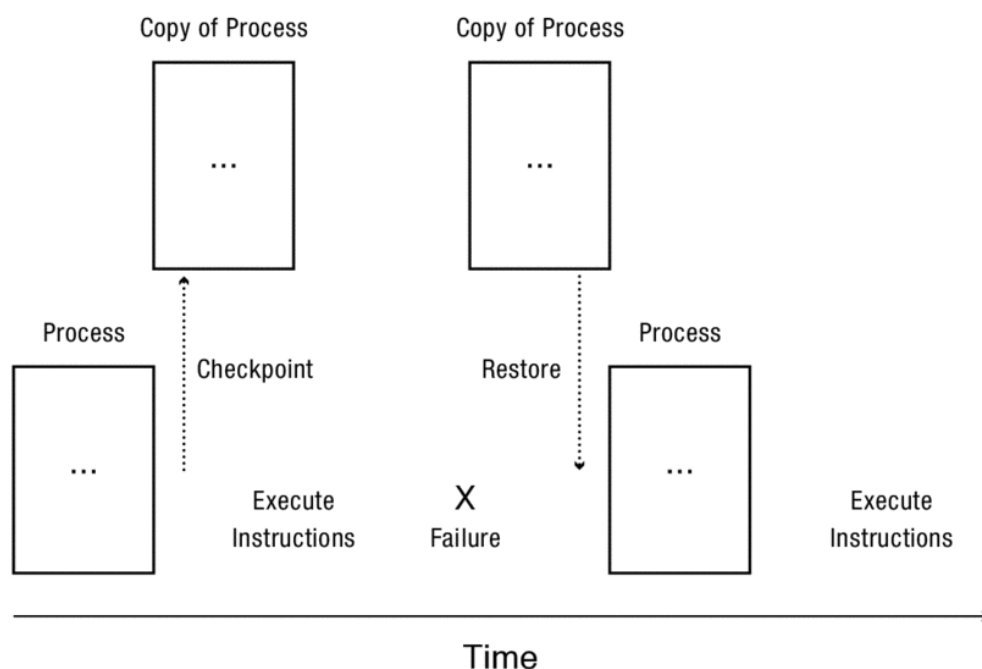 Copy of Process
Copy of Process
...
...
Process
Process
Checkpoint
Restore
...
...
Execute
Instructions
X
Failure
Execute
Instructions
Time